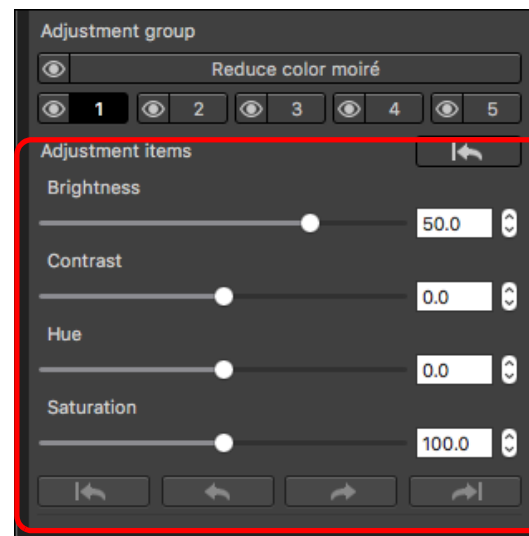 Adjustment group
Reduce color moiré
1 2 3 4 5
Adjustment items
Brightness
50.0
Contrast
0.0
Hue
0.0
Saturation
100.0